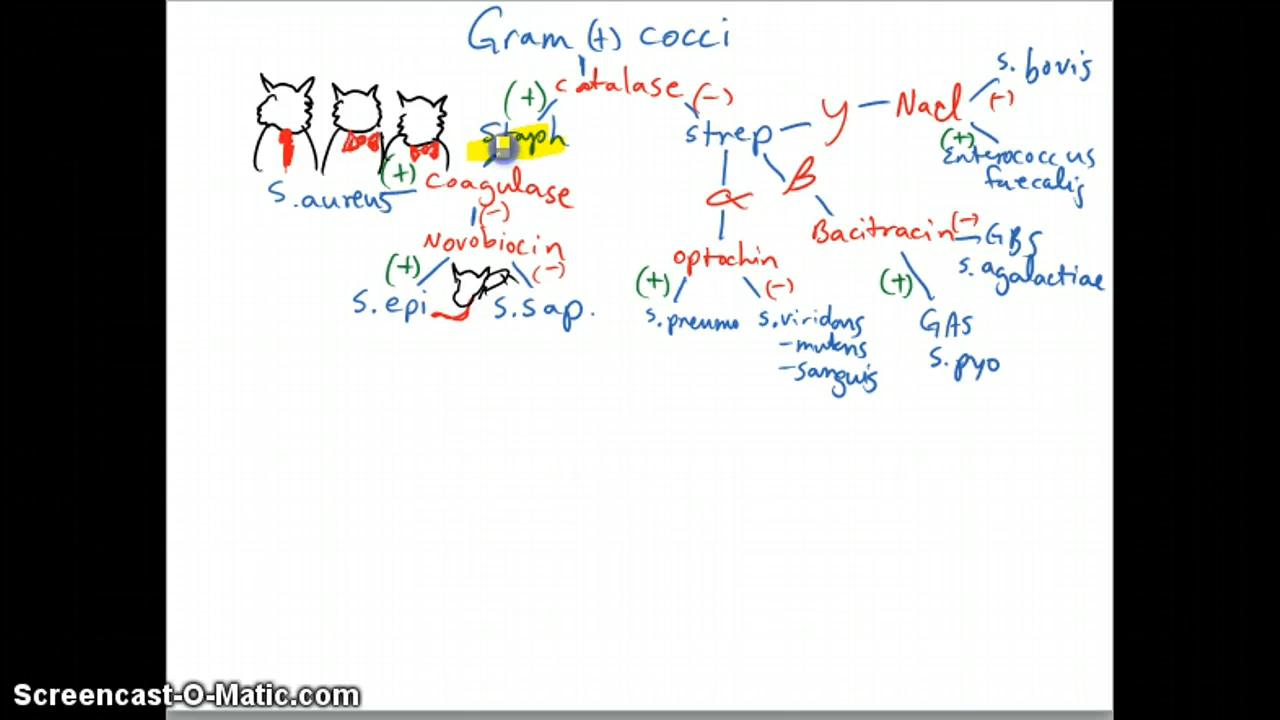 Gram (+) cocci
catalase
(+)
(-)
Staph
strep
γ
Nacl
s. bovis
(-)
(+)
Enterococcus
faecalis
(+)
coagulase
S.aureus
(-)
Novobiocin
(+)
(-)
S.epi
S.sap.
α
β
optochin
(+)
(-)
s.pneumo
s.viridans
-mutans
-sanguis
Bacitracin
(-)
GBS
s. agalactiae
(+)
GAS
s.pyo
Screencast-O-Matic.com